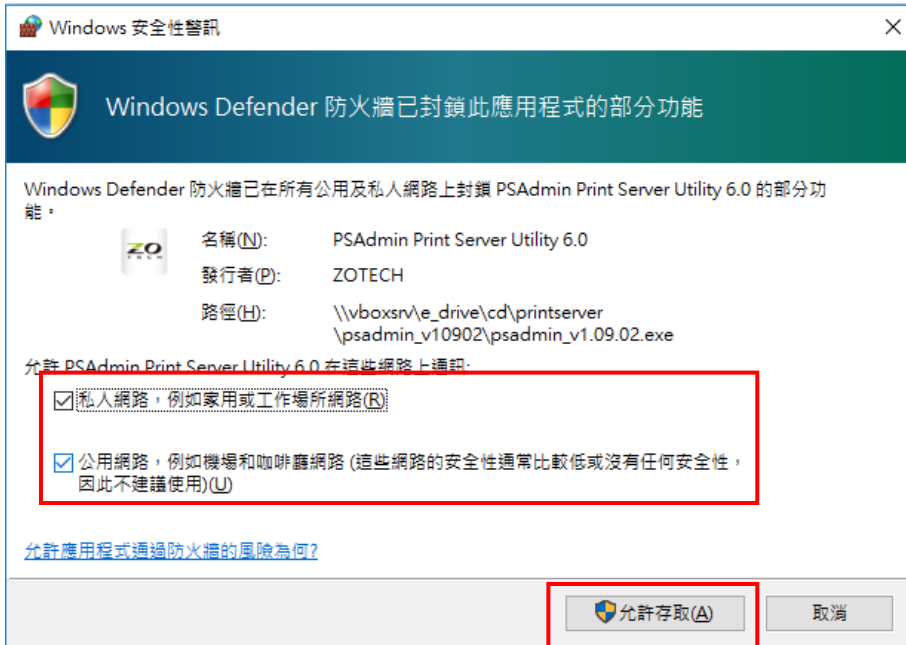 Windows 安全性警訊
Windows Defender 防火牆已封鎖此應用程式的部分功能
Windows Defender 防火牆已在所有公用及私人網路上封鎖 PSAdmin Print Server Utility 6.0 的部分功
能。
ZO
TECH
名稱(N): PSAdmin Print Server Utility 6.0
發行者(P): ZOTECH
路徑(H): \\vboxsrv\e_drive\cd\printserver
\psadmin_v10902\psadmin_v1.09.02.exe
允許 PSAdmin Print Server Utility 6.0 在這些網路上通訊:
私人網路，例如家用或工作場所網路(R)
公用網路，例如機場和咖啡廳網路 (這些網路的安全性通常比較低或沒有任何安全性，
因此不建議使用)(U)
允許應用程式通過防火牆的風險為何?
允許存取(A) 取消